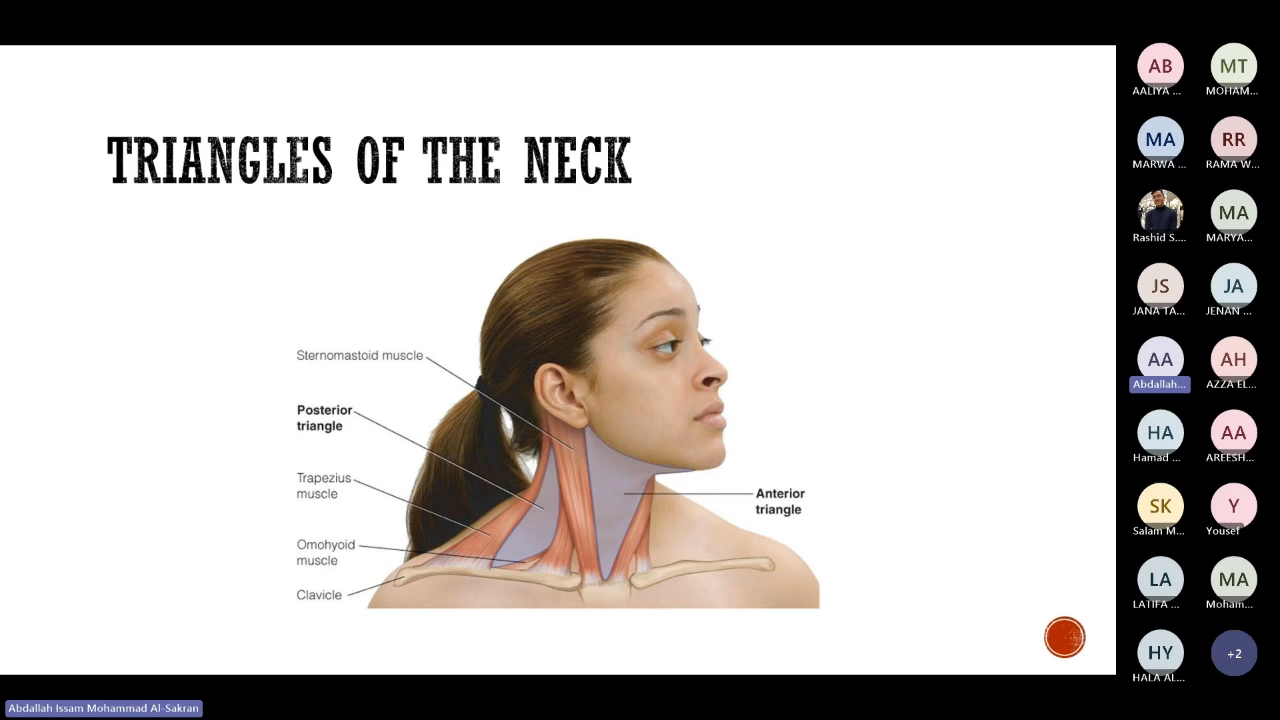 TRIANGLES OF THE NECK
Sternomastoid muscle
Posterior
triangle
Trapezius
muscle
Omohyoid
muscle
Clavicle
Anterior
triangle
AB
AALIYA ...
MT
MOHAM...
MA
MARWA ...
RR
RAMA W...
Rashid S....
MA
MARYA...
JS
JANA TA...
JA
JENAN ...
AA
Abdallah...
AH
AZZA EL...
HA
Hamad ...
AA
AREESH...
SK
Salam M...
Y
Yousef
LA
LATIFA ...
MA
Moham...
HY
HALA AL...
+2
Abdallah Issam Mohammad Al-Sakran